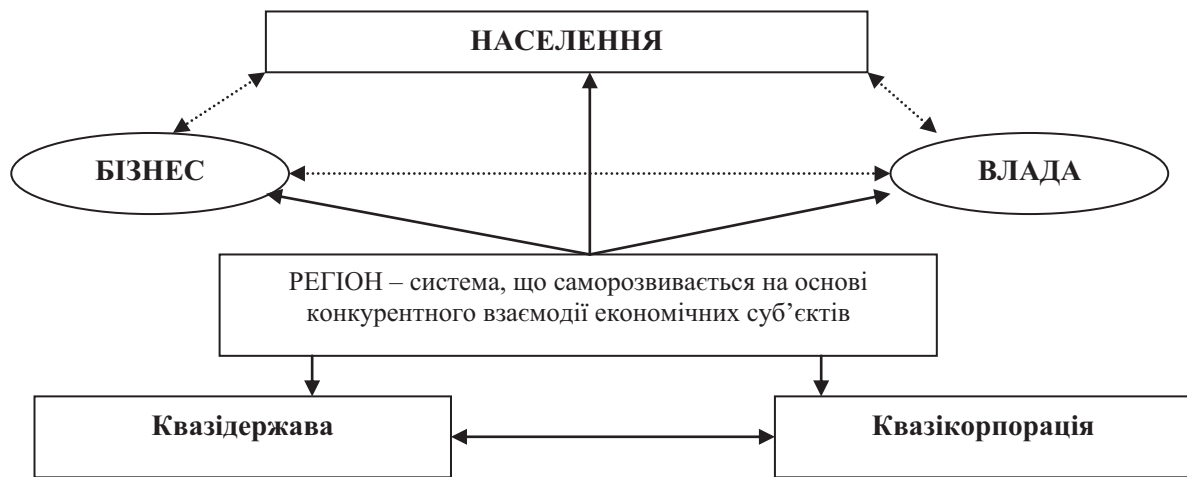 НАСЕЛЕННЯ
БІЗНЕС
ВЛАДА
РЕГІОН – система, що саморозвивається на основі
конкурентного взаємодії економічних суб’єктів
Квазідержава
Квазікорпорація